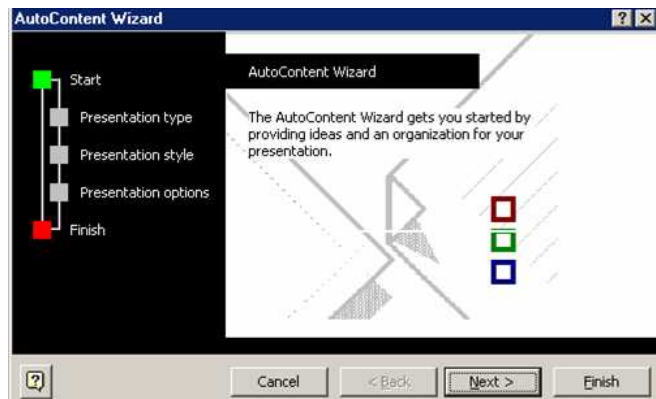 AutoContent Wizard
Start
Presentation type
Presentation style
Presentation options
Finish
AutoContent Wizard
The AutoContent Wizard gets you started by
providing ideas and an organization for your
presentation.
Cancel
< Back
Next >
Finish